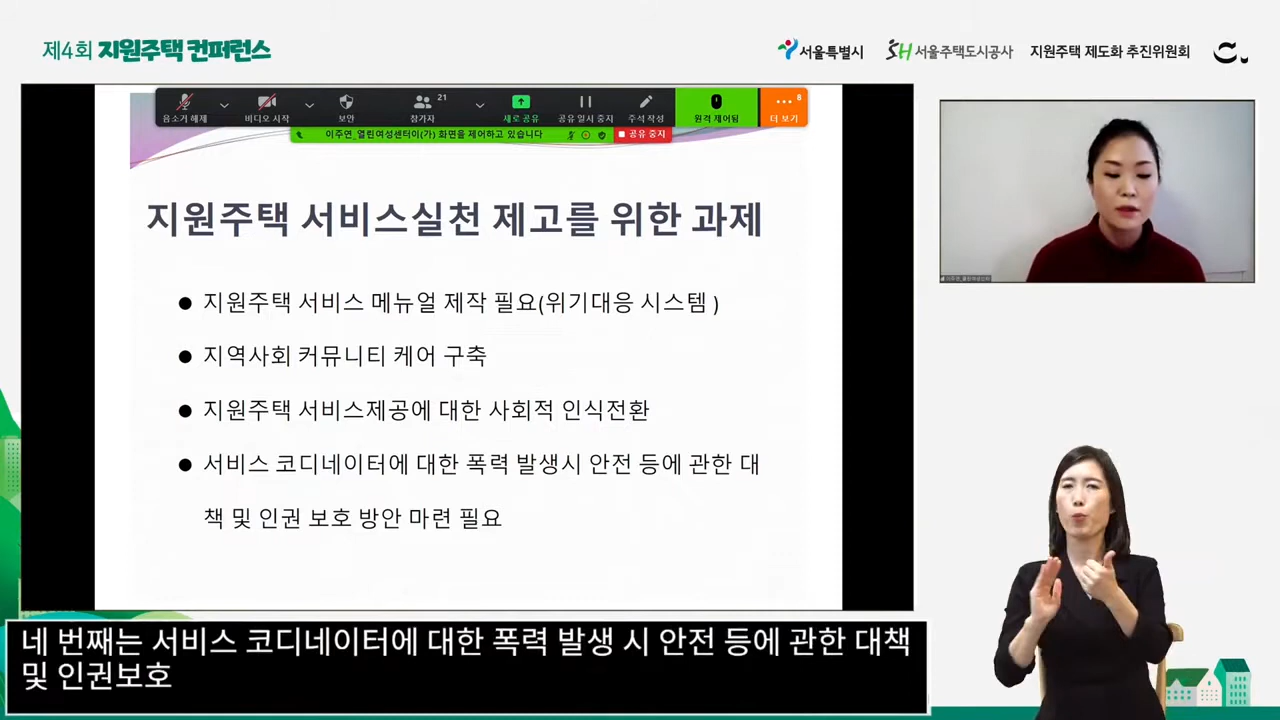 제4회 지원주택 컨퍼런스
서울특별시
SH 서울주택도시공사
지원주택 제도화 추진위원회
음소거 해제
비디오 시작
보안
참가자
21
새로 공유
공유 일시 중지
주석 작성
원격 제어됨
더 보기
8
이주연_열린여성센터이(가) 화면을 제어하고 있습니다
공유 중지
지원주택 서비스실천 제고를 위한 과제
● 지원주택 서비스 메뉴얼 제작 필요(위기대응 시스템 )
● 지역사회 커뮤니티 케어 구축
● 지원주택 서비스제공에 대한 사회적 인식전환
● 서비스 코디네이터에 대한 폭력 발생시 안전 등에 관한 대
책 및 인권 보호 방안 마련 필요
이주연_열린여성센터
네 번째는 서비스 코디네이터에 대한 폭력 발생 시 안전 등에 관한 대책
및 인권보호